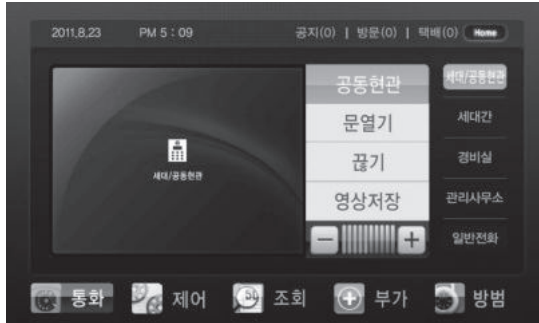 2011.8.23 PM 5 : 09 공지(0) | 방문(0) | 택배(0) Home
세대/공동현관
공동현관
문열기
끊기
영상저장
세대/공동현관
세대간
경비실
관리사무소
일반전화
통화 제어 조회 부가 방범